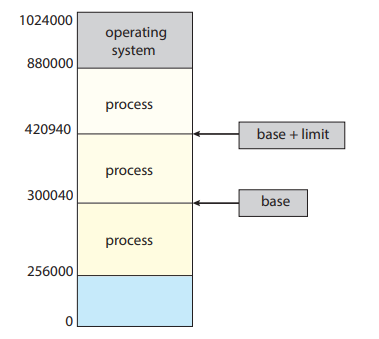 1024000
operating
system
880000
process
420940
base + limit
process
300040
base
process
256000
0